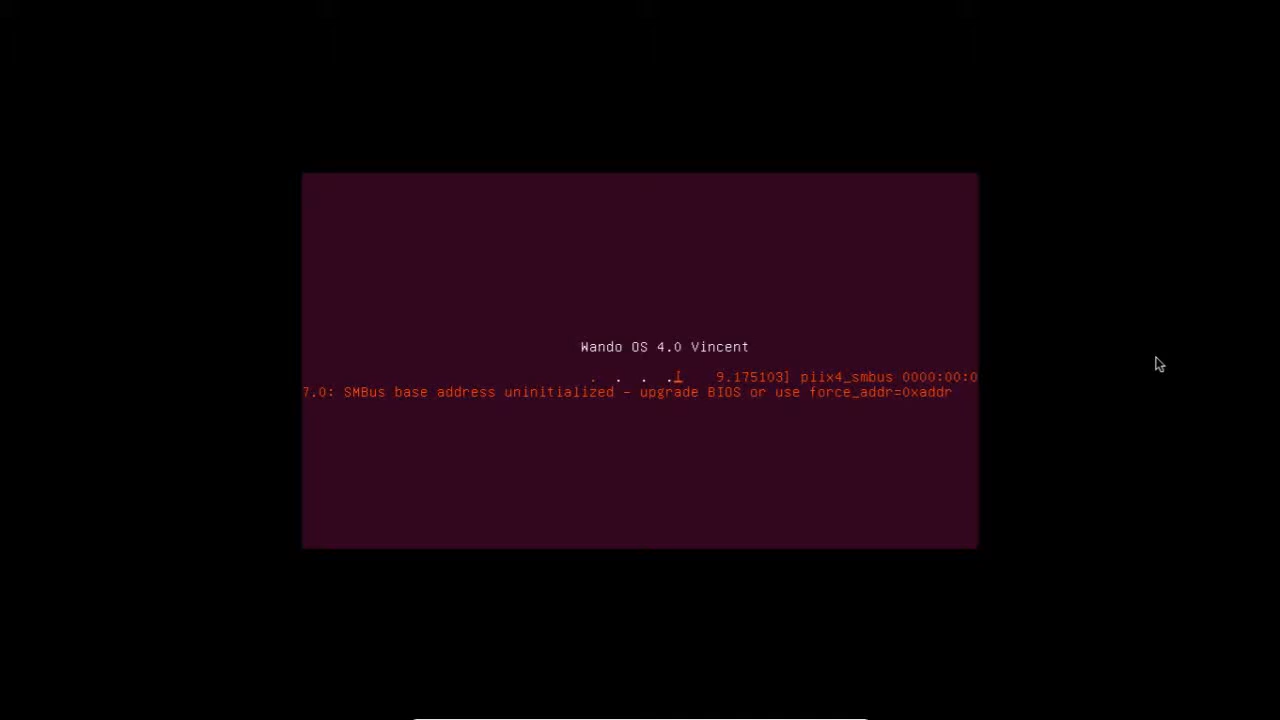 Wando OS 4.0 Vincent
. . . .[    9.175103] piix4_smbus 0000:00:0
7.0: SMBus base address uninitialized - upgrade BIOS or use force_addr=0xaddr